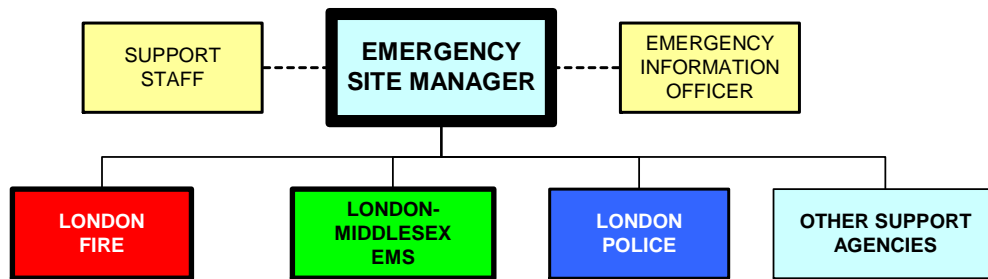 SUPPORT
STAFF
EMERGENCY
SITE MANAGER
EMERGENCY
INFORMATION
OFFICER
LONDON
FIRE
LONDON-
MIDDLESEX
EMS
LONDON
POLICE
OTHER SUPPORT
AGENCIES